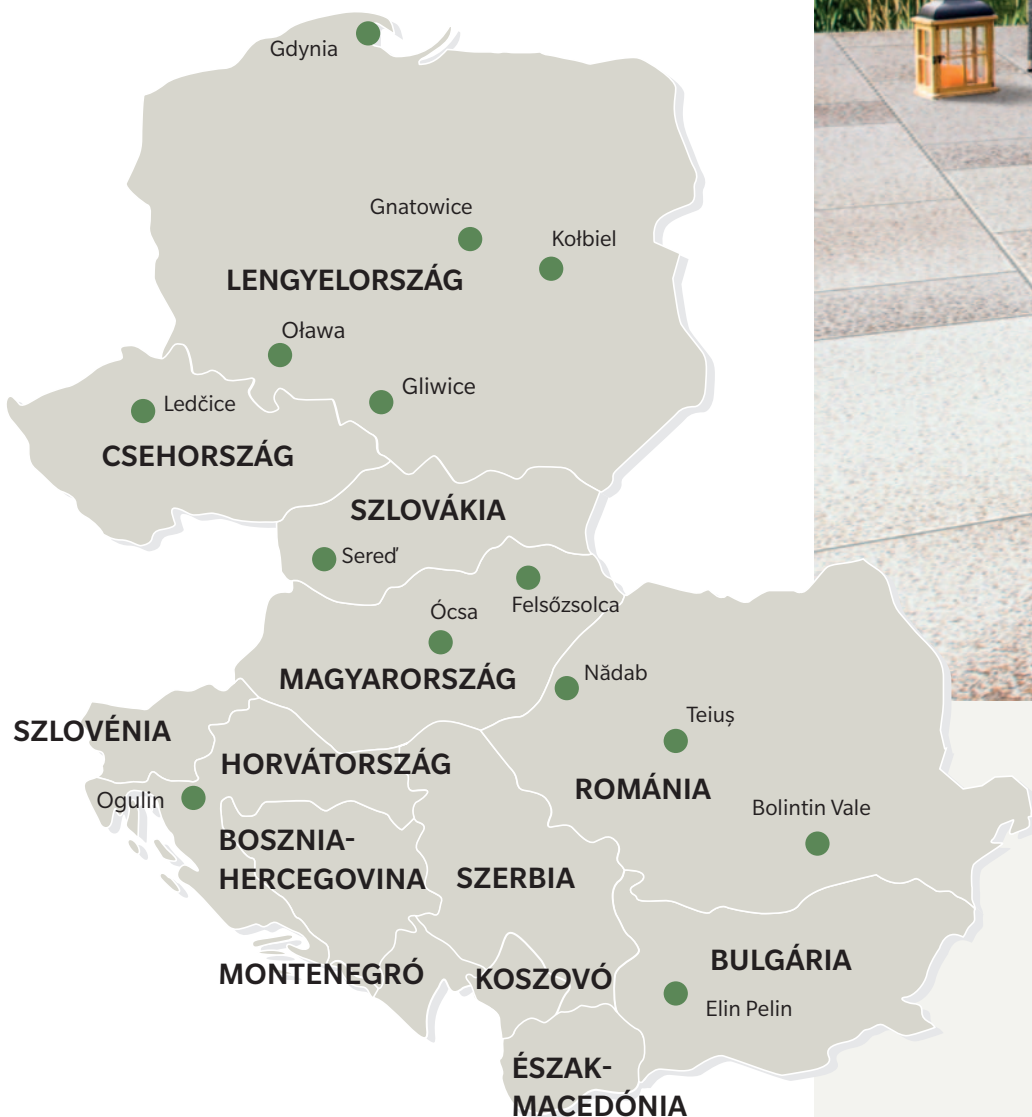 Gdynia
Gnatowice
Kołbiel
LENGYELORSZÁG
Oława
Gliwice
Ledčice
CSEHORSZÁG
SZLOVÁKIA
Sereď
Felsőzsolca
Ócsa
MAGYARORSZÁG
Nădab
Teiuș
SZLOVÉNIA
HORVÁTORSZÁG
ROMÁNIA
Ogulin
Bolintin Vale
BOSZNIA-
HERCEGOVINA
SZERBIA
MONTENEGRÓ
KOSZOVÓ
BULGÁRIA
Elin Pelin
ÉSZAK-
MACEDÓNIA